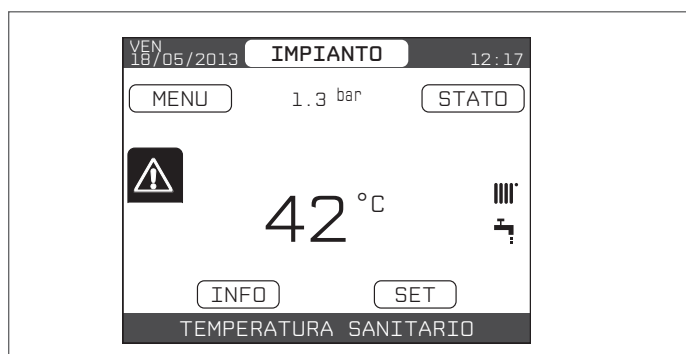 VEN
18/05/2013 IMPIANTO 12:17
MENU 1.3 bar STATO
42 °C
INFO SET
TEMPERATURA SANITARIO